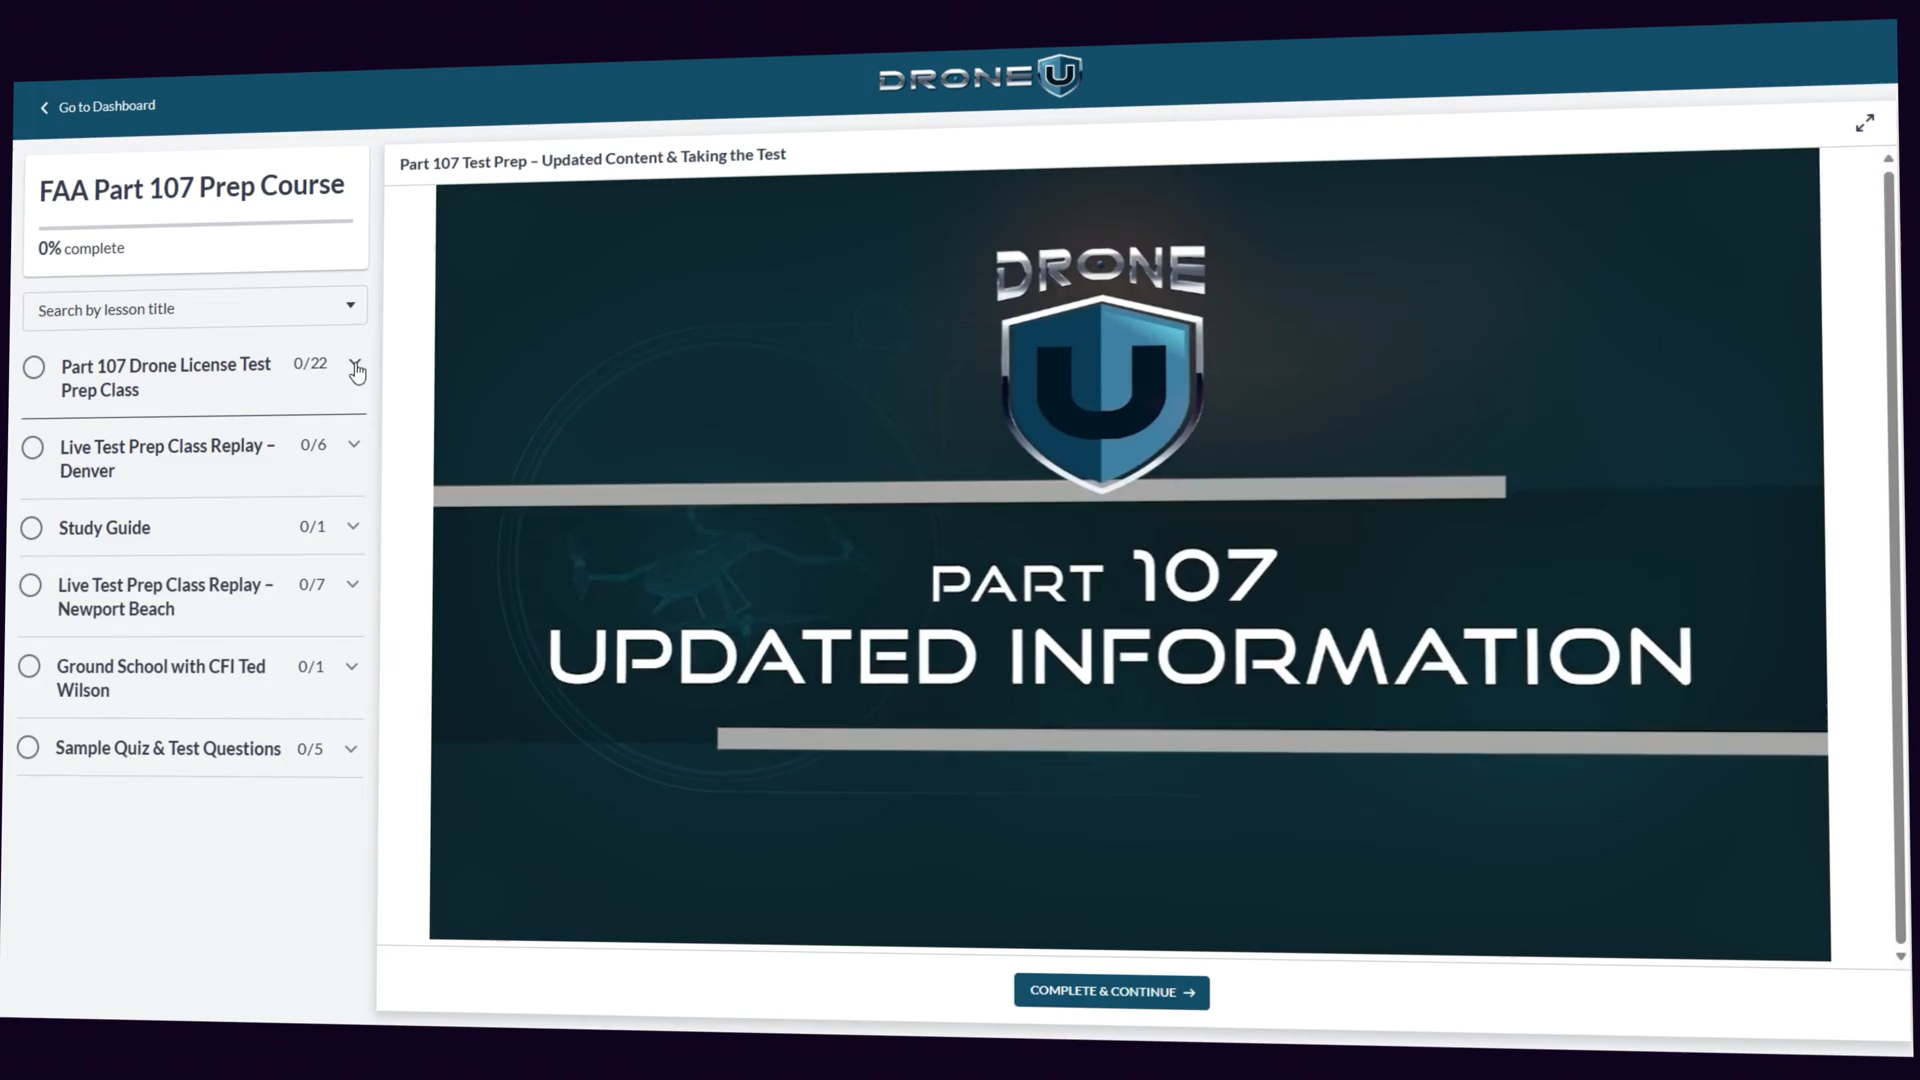 Go to Dashboard
DRONE U
FAA Part 107 Prep Course
0% complete
Search by lesson title
Part 107 Drone License Test
Prep Class
0/22
Live Test Prep Class Replay –
Denver
0/6
Study Guide
0/1
Live Test Prep Class Replay –
Newport Beach
0/7
Ground School with CFI Ted
Wilson
0/1
Sample Quiz & Test Questions
0/5
Part 107 Test Prep – Updated Content & Taking the Test
DRONE
U
PART 107
UPDATED INFORMATION
COMPLETE & CONTINUE →